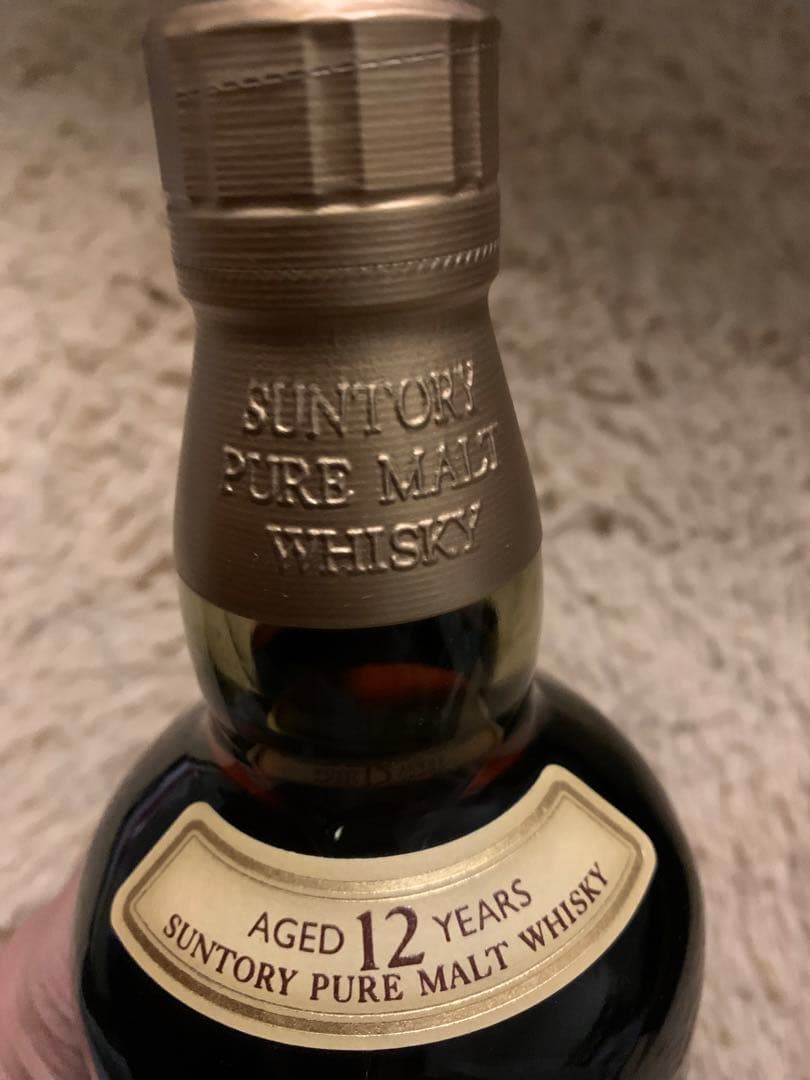 SUNTORY
PURE MALT
WHISKY
AGED 12 YEARS
SUNTORY PURE MALT WHISKY